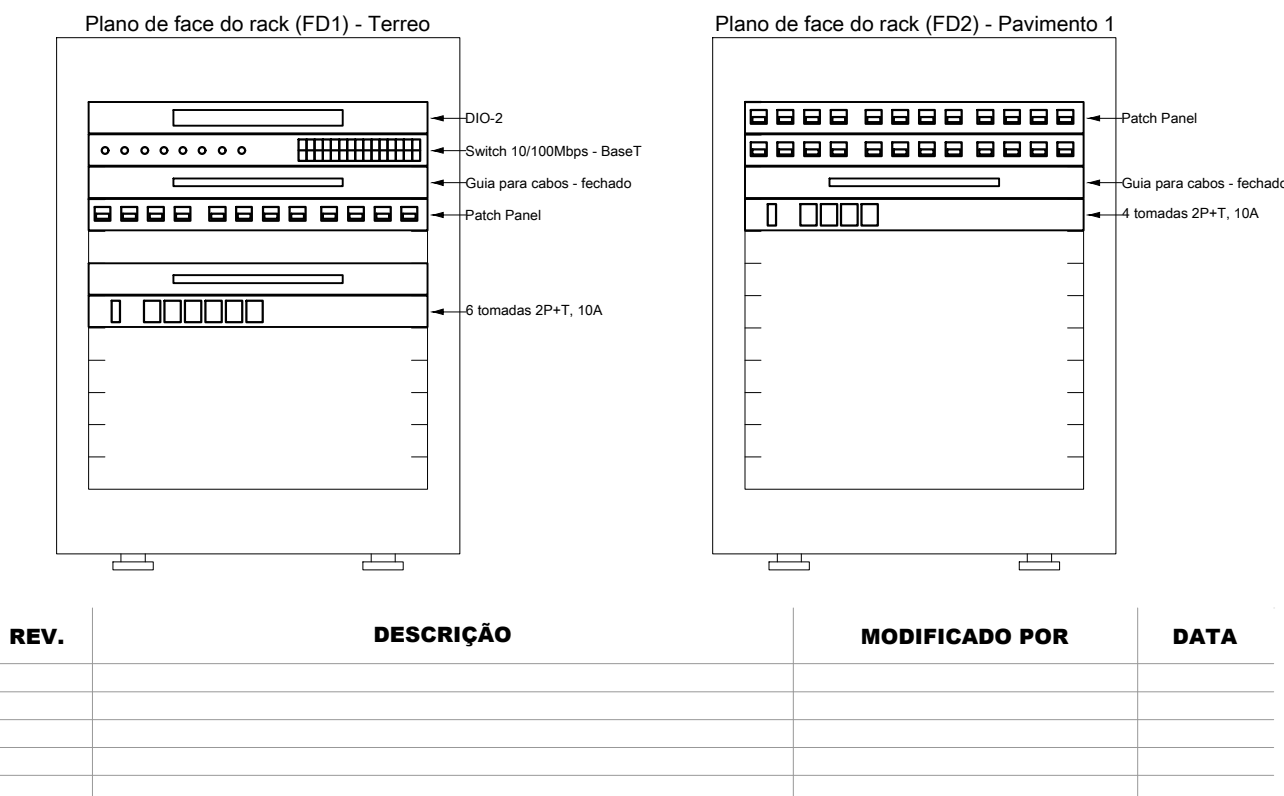 Plano de face do rack (FD1) - Terreo
DIO-2
Switch 10/100Mbps - BaseT
Guia para cabos - fechado
Patch Panel
6 tomadas 2P+T, 10A
Plano de face do rack (FD2) - Pavimento 1
Patch Panel
Guia para cabos - fechado
4 tomadas 2P+T, 10A
REV. DESCRIÇÃO MODIFICADO POR DATA